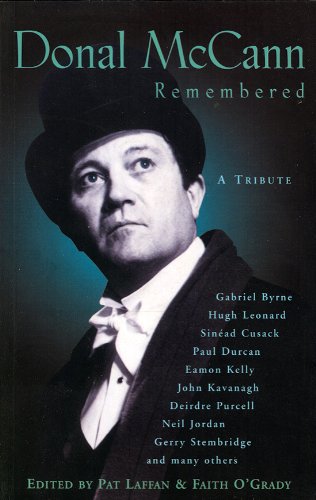 Donal McCann
Remembered
A Tribute
Gabriel Byrne
Hugh Leonard
Sinéad Cusack
Paul Durcan
Eamon Kelly
John Kavanagh
Deirdre Purcell
Neil Jordan
Gerry Stembridge
and many others
Edited by Pat Laffan & Faith O'Grady